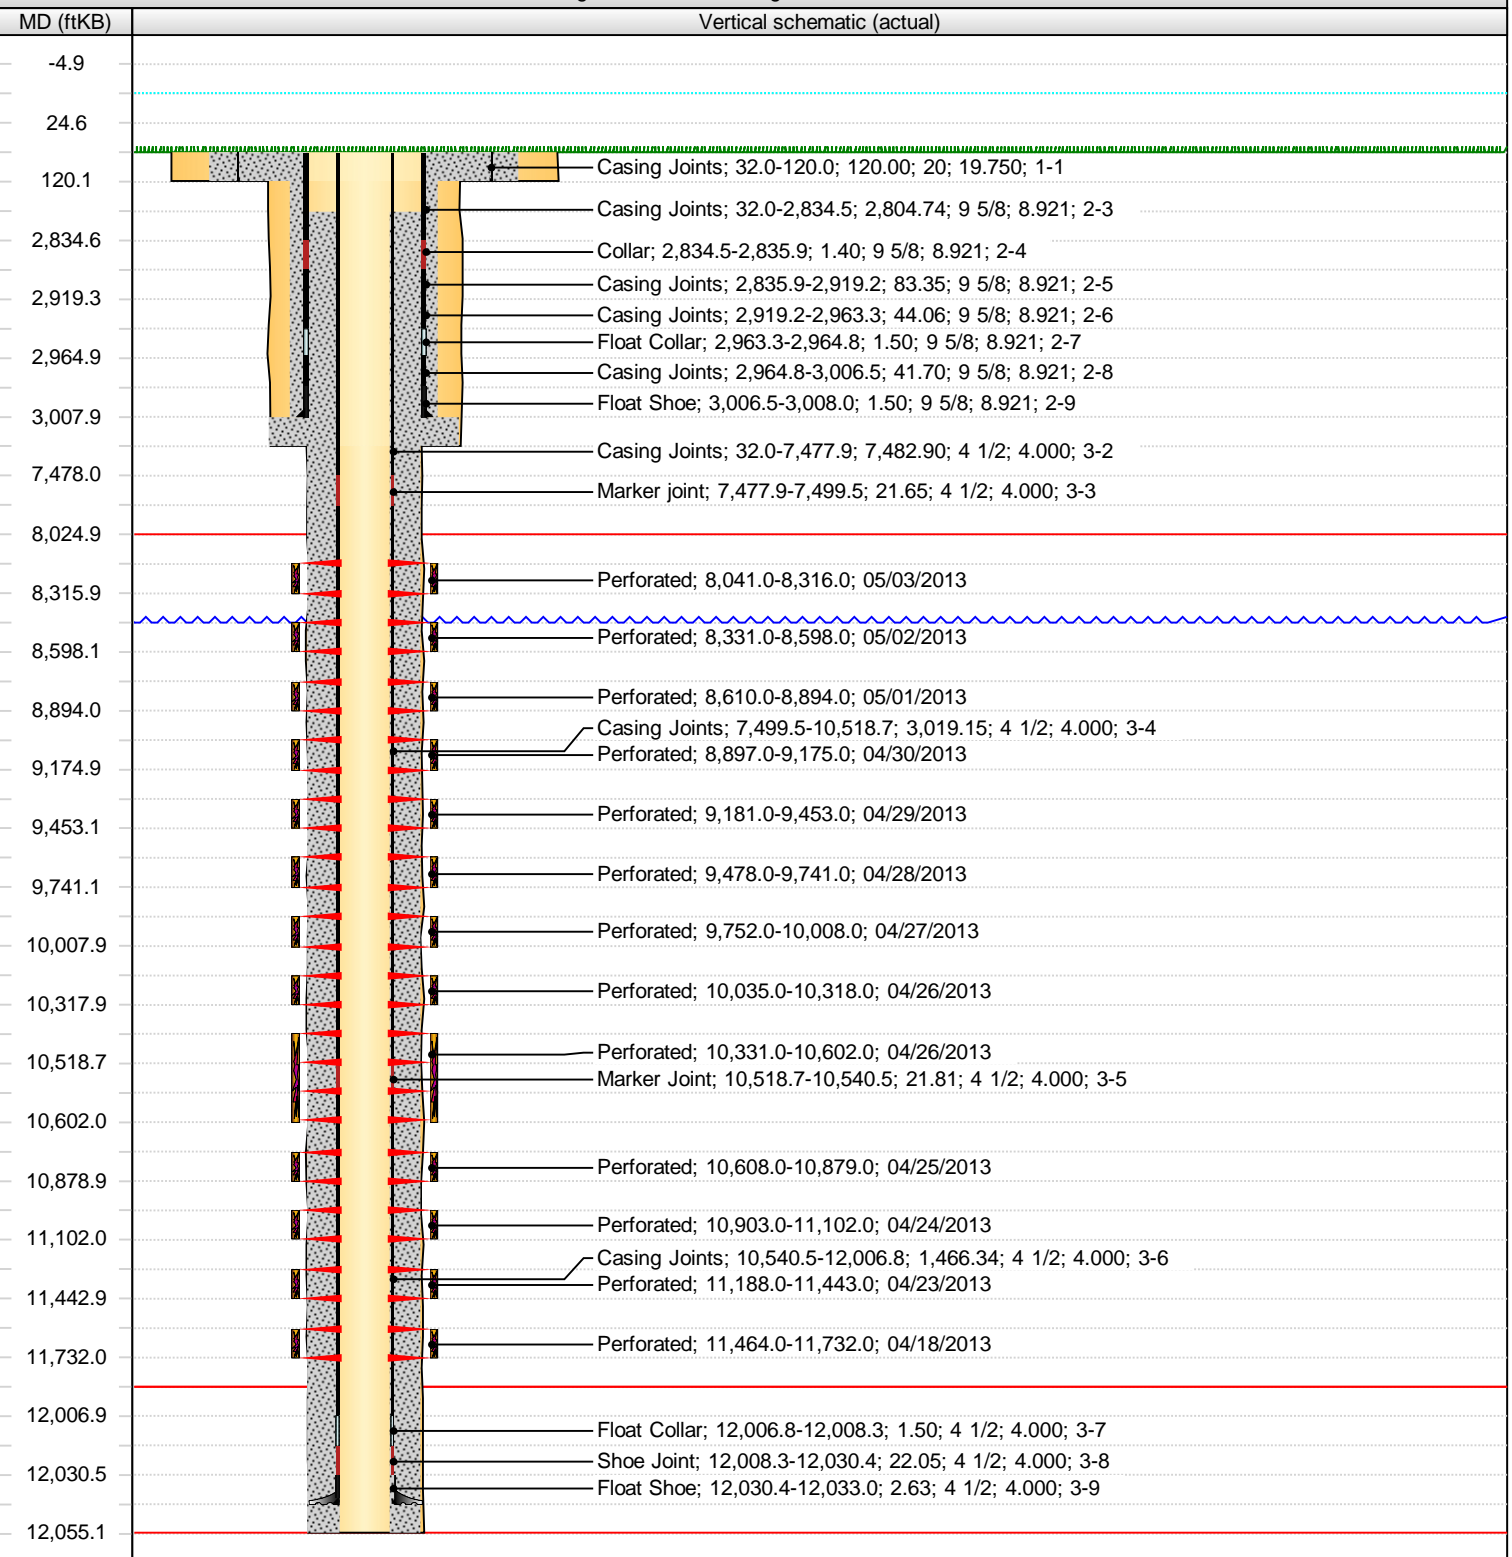 MD (ftKB)
Vertical schematic (actual)
-4.9
24.6
Casing Joints; 32.0-120.0; 120.00; 20; 19.750; 1-1
120.1
Casing Joints; 32.0-2,834.5; 2,804.74; 9 5/8; 8.921; 2-3
2,834.6
Collar; 2,834.5-2,835.9; 1.40; 9 5/8; 8.921; 2-4
Casing Joints; 2,835.9-2,919.2; 83.35; 9 5/8; 8.921; 2-5
2,919.3
Casing Joints; 2,919.2-2,963.3; 44.06; 9 5/8; 8.921; 2-6
Float Collar; 2,963.3-2,964.8; 1.50; 9 5/8; 8.921; 2-7
2,964.9
Casing Joints; 2,964.8-3,006.5; 41.70; 9 5/8; 8.921; 2-8
Float Shoe; 3,006.5-3,008.0; 1.50; 9 5/8; 8.921; 2-9
3,007.9
Casing Joints; 32.0-7,477.9; 7,482.90; 4 1/2; 4.000; 3-2
7,478.0
Marker joint; 7,477.9-7,499.5; 21.65; 4 1/2; 4.000; 3-3
8,024.9
Perforated; 8,041.0-8,316.0; 05/03/2013
8,315.9
Perforated; 8,331.0-8,598.0; 05/02/2013
8,598.1
Perforated; 8,610.0-8,894.0; 05/01/2013
8,894.0
Casing Joints; 7,499.5-10,518.7; 3,019.15; 4 1/2; 4.000; 3-4
Perforated; 8,897.0-9,175.0; 04/30/2013
9,174.9
Perforated; 9,181.0-9,453.0; 04/29/2013
9,453.1
Perforated; 9,478.0-9,741.0; 04/28/2013
9,741.1
Perforated; 9,752.0-10,008.0; 04/27/2013
10,007.9
Perforated; 10,035.0-10,318.0; 04/26/2013
10,317.9
Perforated; 10,331.0-10,602.0; 04/26/2013
10,518.7
Marker Joint; 10,518.7-10,540.5; 21.81; 4 1/2; 4.000; 3-5
10,602.0
Perforated; 10,608.0-10,879.0; 04/25/2013
10,878.9
Perforated; 10,903.0-11,102.0; 04/24/2013
11,102.0
Casing Joints; 10,540.5-12,006.8; 1,466.34; 4 1/2; 4.000; 3-6
Perforated; 11,188.0-11,443.0; 04/23/2013
11,442.9
Perforated; 11,464.0-11,732.0; 04/18/2013
11,732.0
12,006.9
Float Collar; 12,006.8-12,008.3; 1.50; 4 1/2; 4.000; 3-7
Shoe Joint; 12,008.3-12,030.4; 22.05; 4 1/2; 4.000; 3-8
12,030.5
Float Shoe; 12,030.4-12,033.0; 2.63; 4 1/2; 4.000; 3-9
12,055.1